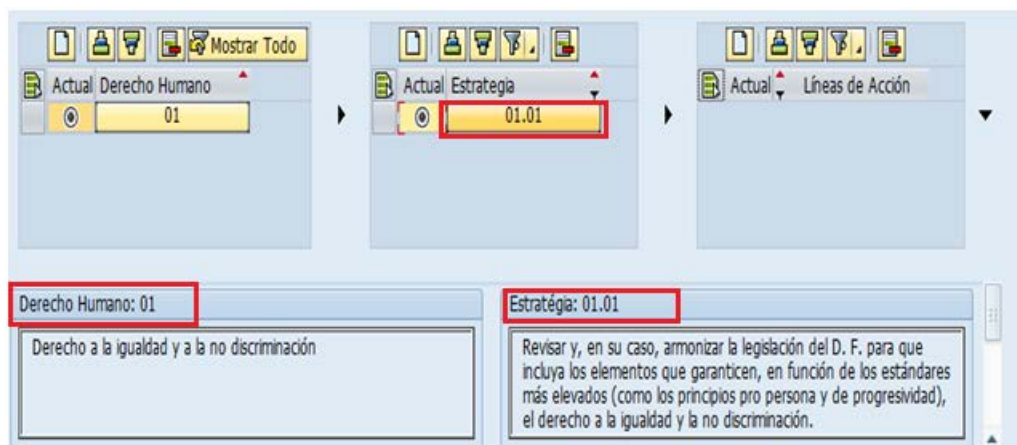 Mostrar Todo
Actual Derecho Humano
01
Actual Estrategia
01.01
Actual Líneas de Acción
Derecho Humano: 01
Derecho a la igualdad y a la no discriminación
Estratégia: 01.01
Revisar y, en su caso, armonizar la legislación del D. F. para que
incluya los elementos que garanticen, en función de los estándares
más elevados (como los principios pro persona y de progresividad),
el derecho a la igualdad y la no discriminación.